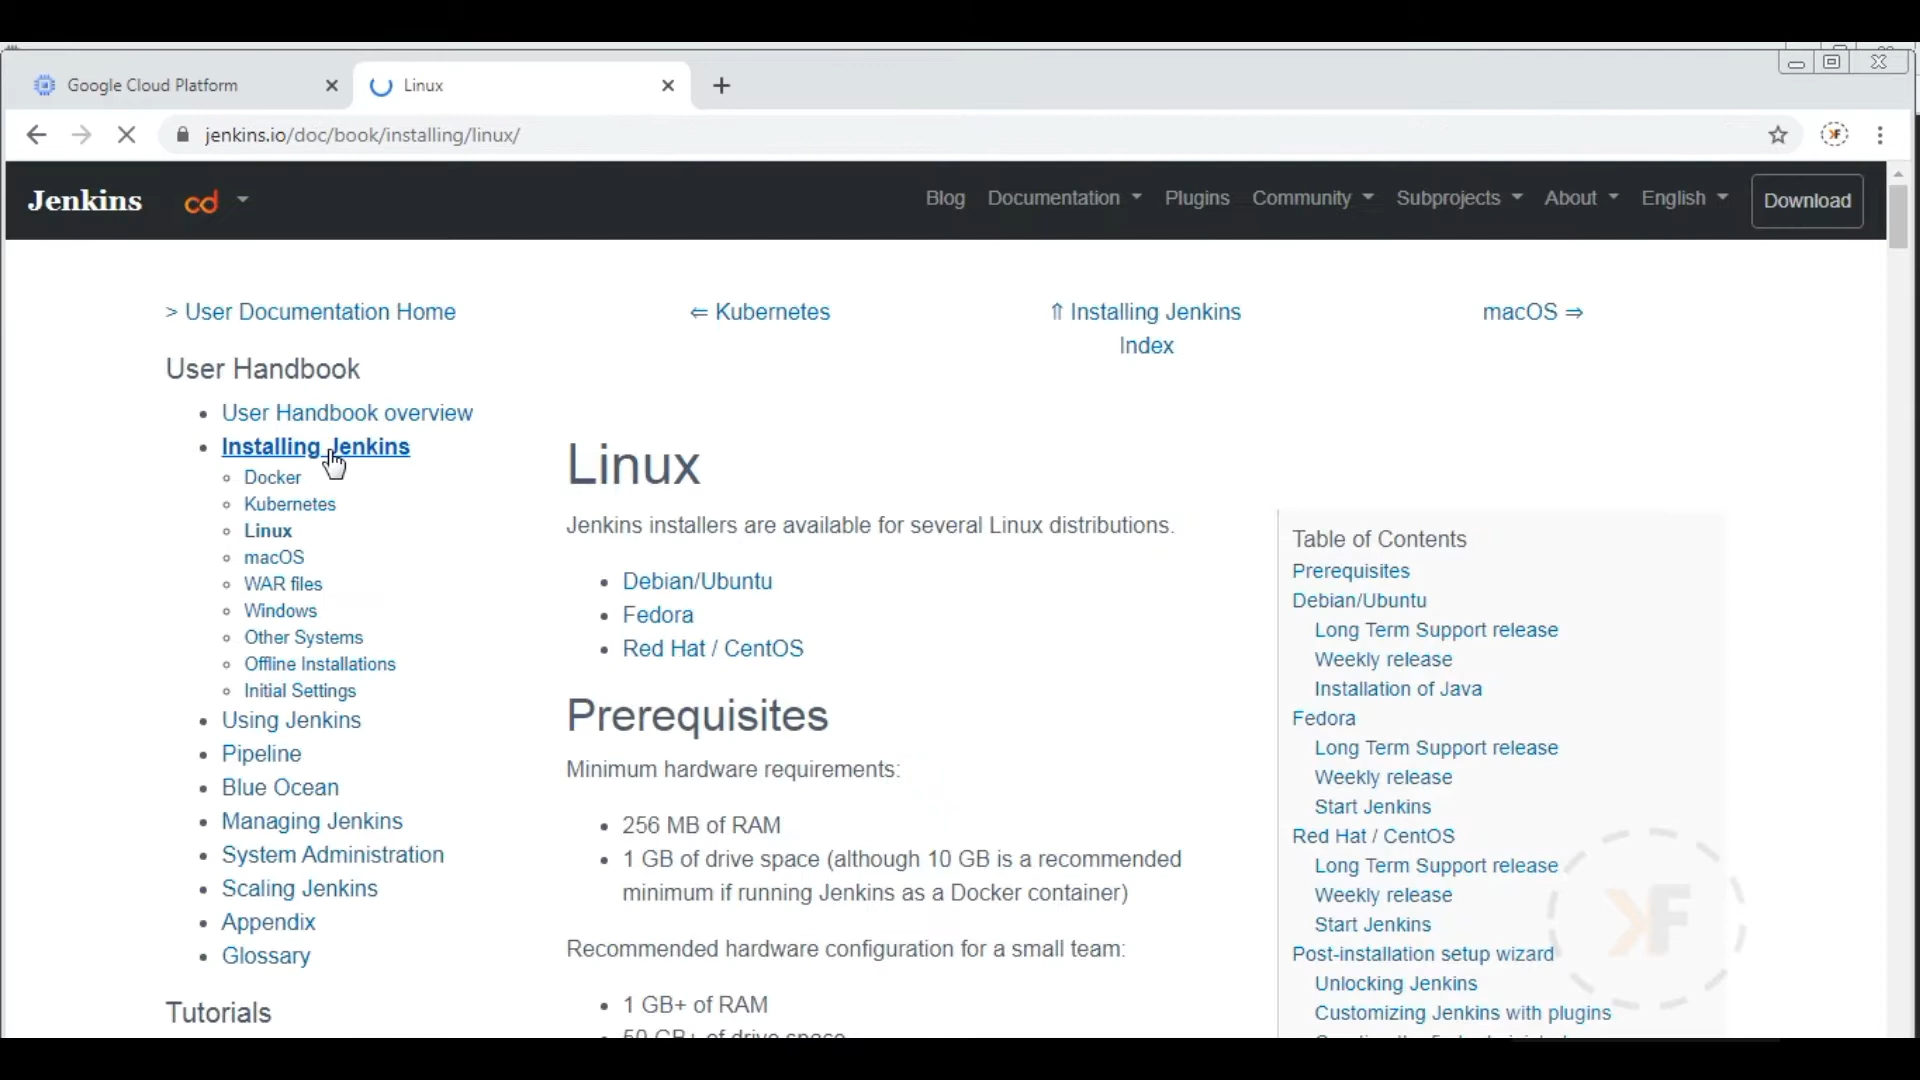 Google Cloud Platform
Linux
jenkins.io/doc/book/installing/linux/
Jenkins
cd
Blog
Documentation
Plugins
Community
Subprojects
About
English
Download
> User Documentation Home
⇐ Kubernetes
⇑ Installing Jenkins
Index
macOS ⇒
User Handbook
User Handbook overview
Installing Jenkins
Docker
Kubernetes
Linux
macOS
WAR files
Windows
Other Systems
Offline Installations
Initial Settings
Using Jenkins
Pipeline
Blue Ocean
Managing Jenkins
System Administration
Scaling Jenkins
Appendix
Glossary
Tutorials
Linux
Jenkins installers are available for several Linux distributions.
Debian/Ubuntu
Fedora
Red Hat / CentOS
Prerequisites
Minimum hardware requirements:
256 MB of RAM
1 GB of drive space (although 10 GB is a recommended
minimum if running Jenkins as a Docker container)
Recommended hardware configuration for a small team:
1 GB+ of RAM
50 GB+ of drive space
Table of Contents
Prerequisites
Debian/Ubuntu
Long Term Support release
Weekly release
Installation of Java
Fedora
Long Term Support release
Weekly release
Start Jenkins
Red Hat / CentOS
Long Term Support release
Weekly release
Start Jenkins
Post-installation setup wizard
Unlocking Jenkins
Customizing Jenkins with plugins
KF